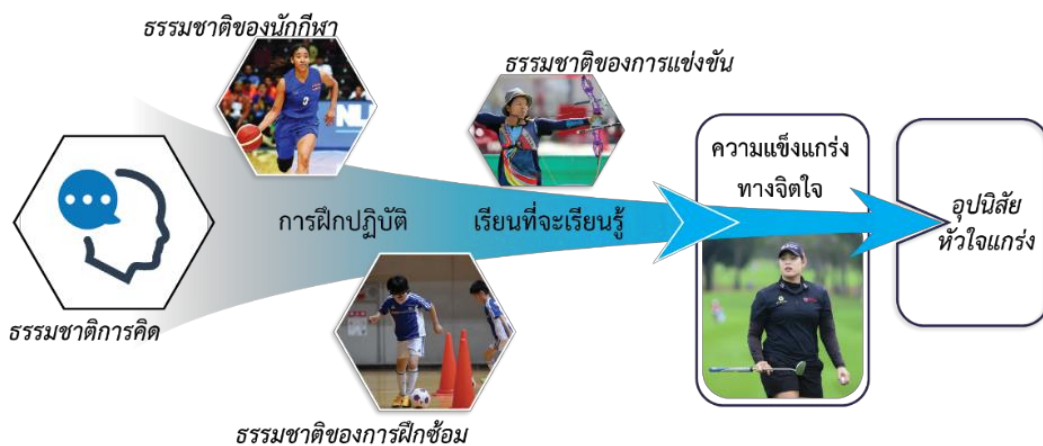 ธรรมชาติของนักกีฬา
ธรรมชาติของการแข่งขัน
ความแข็งแกร่ง
ทางจิตใจ
การฝึกปฏิบัติ
เรียนที่จะเรียนรู้
อุปนิสัย
หัวใจแกร่ง
ธรรมชาติการคิด
ธรรมชาติของการฝึกซ้อม